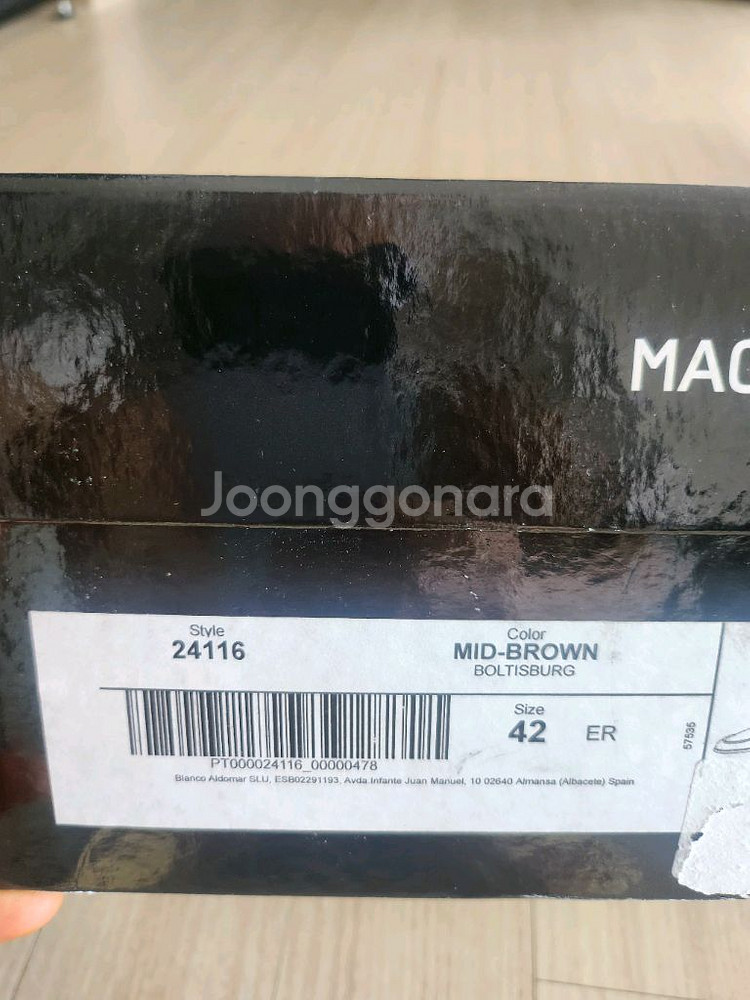 MAG
Joonggonara
Style
24116
Color
MID-BROWN
BOLTISBURG
Size
42 ER
57535
PT000024116_00000478
Blanco Aldomar SLU, ESB02291193, Avda Infante Juan Manuel, 10 02640 Almansa (Albacete) Spain